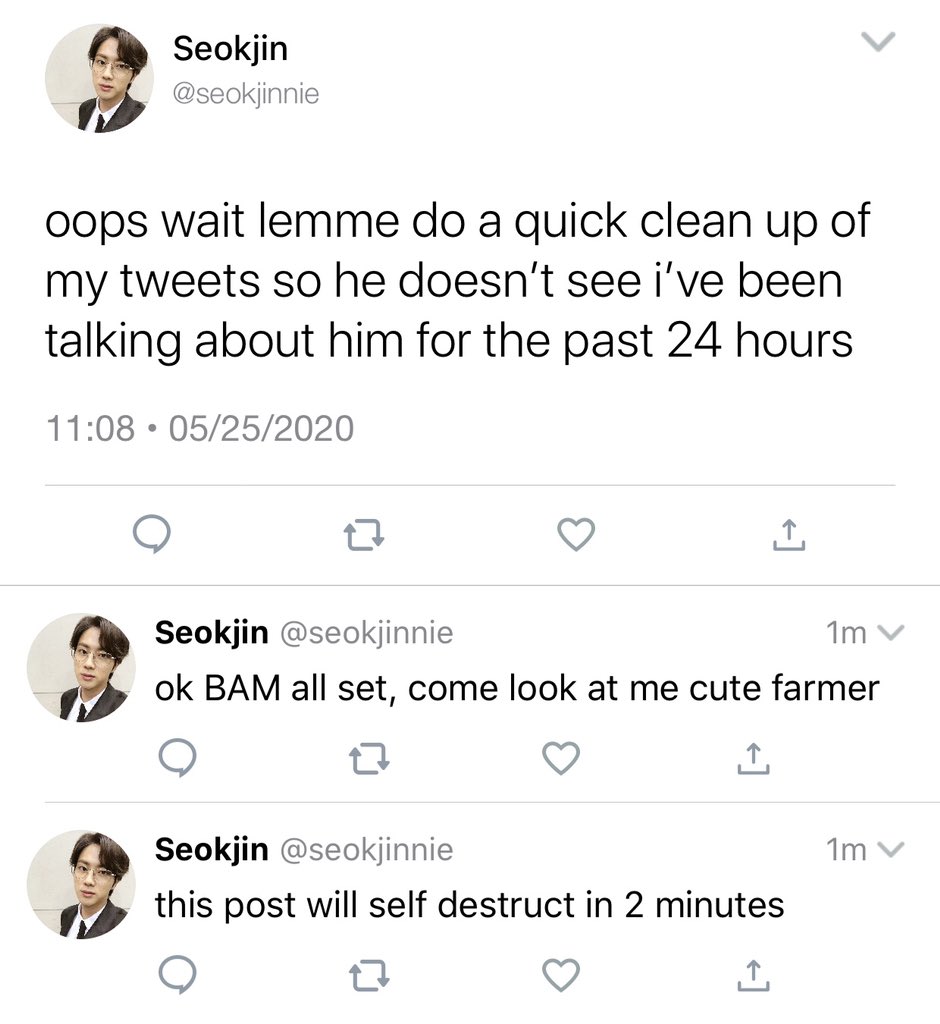 Seokjin
@seokjinnie
oops wait lemme do a quick clean up of
my tweets so he doesn’t see i’ve been
talking about him for the past 24 hours
11:08 • 05/25/2020
Seokjin @seokjinnie 1m
ok BAM all set, come look at me cute farmer
Seokjin @seokjinnie 1m
this post will self destruct in 2 minutes